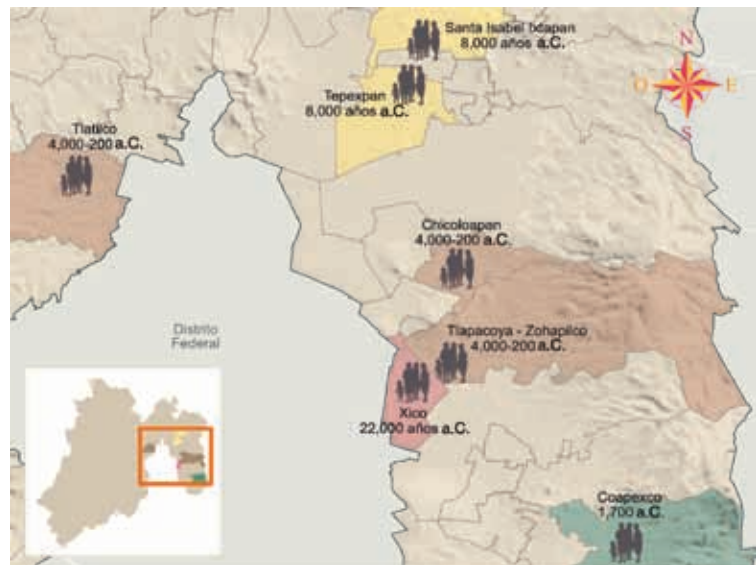 Santa Isabel Ixtapan
8,000 años a.C.
N
O
E
S
Tepexpan
8,000 años a.C.
Tlatilco
4,000-200 a.C.
Chicoloapan
4,000-200 a.C.
Distrito
Federal
Tlapacoya - Zohapilco
4,000-200 a.C.
Xico
22,000 años a.C.
Coapexco
1,700 a.C.